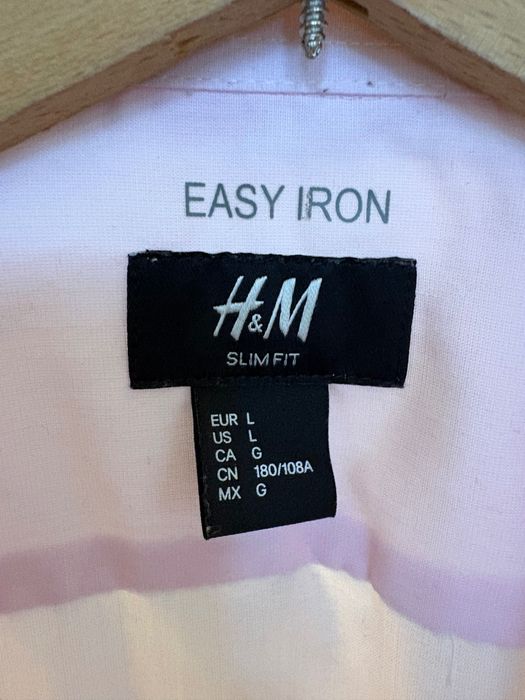 EASY IRON
H&M
SLIM FIT
EUR L
US L
CA G
CN 180/108A
MX G